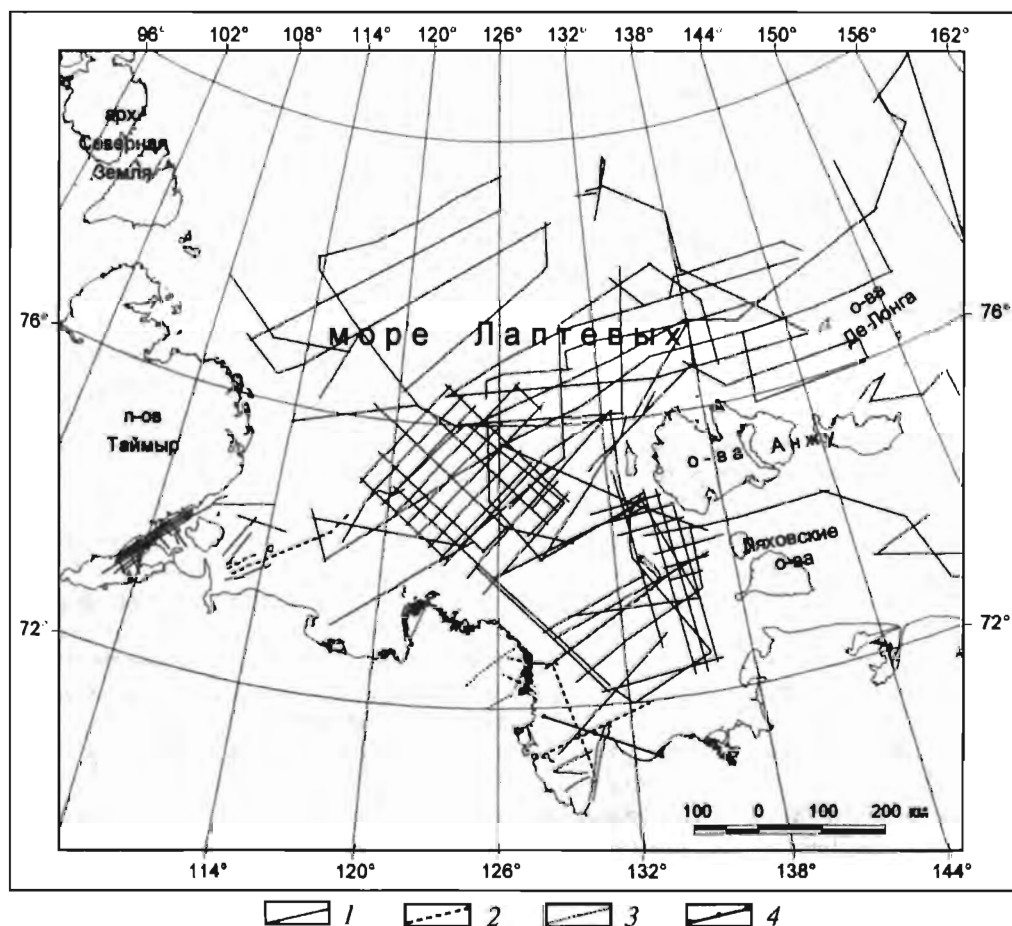 96° 102° 108° 114° 120° 126° 132° 138° 144° 150° 156° 162°
арх.
Северная
Земля
76°
море Лаптевых
о-ва
Де-Лонга
76°
п-ов
Таймыр
о-ва Анжу
Ляховские
о-ва
72°
72°
100 0 100 200 км
114° 120° 126° 132° 138° 144°
1 2 3 4